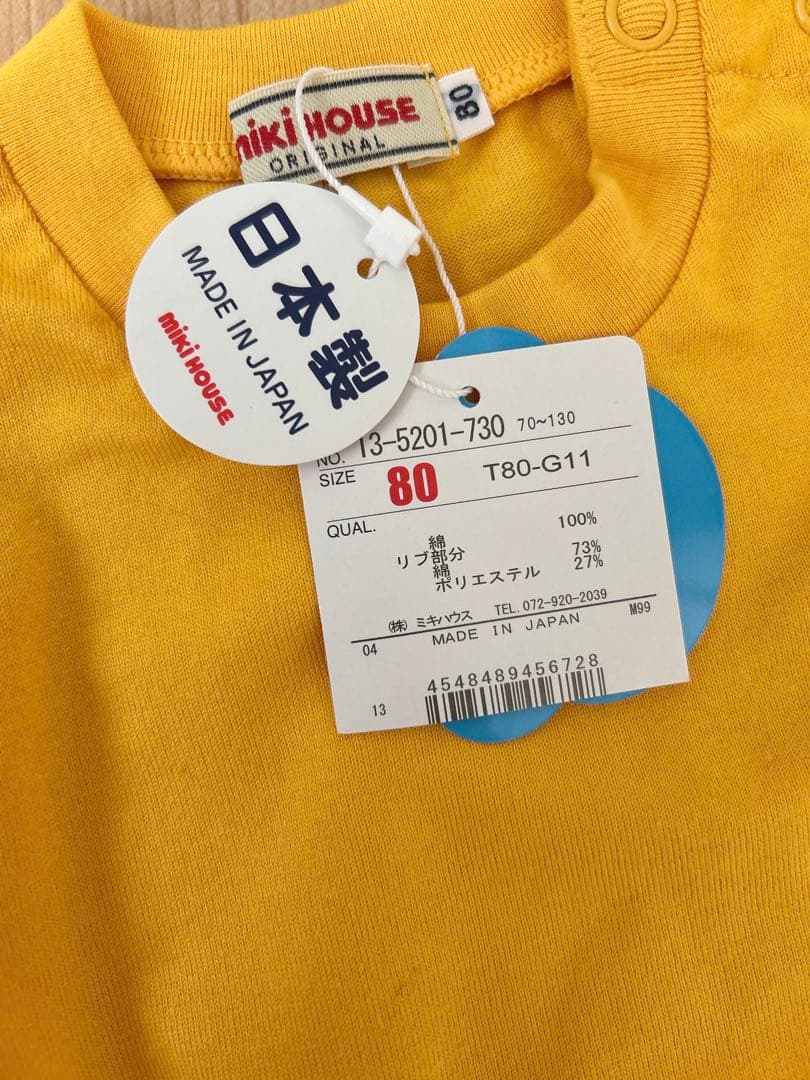 miki HOUSE
ORIGINAL
80
日本製
MADE IN JAPAN
miki HOUSE
NO. 13-5201-730 70~130
SIZE 80 T80-G11
QUAL.
綿 100%
リブ部分
綿 73%
ポリエステル 27%
(株) ミキハウス TEL.072-920-2039
04 MADE IN JAPAN M99
4548489456728
13